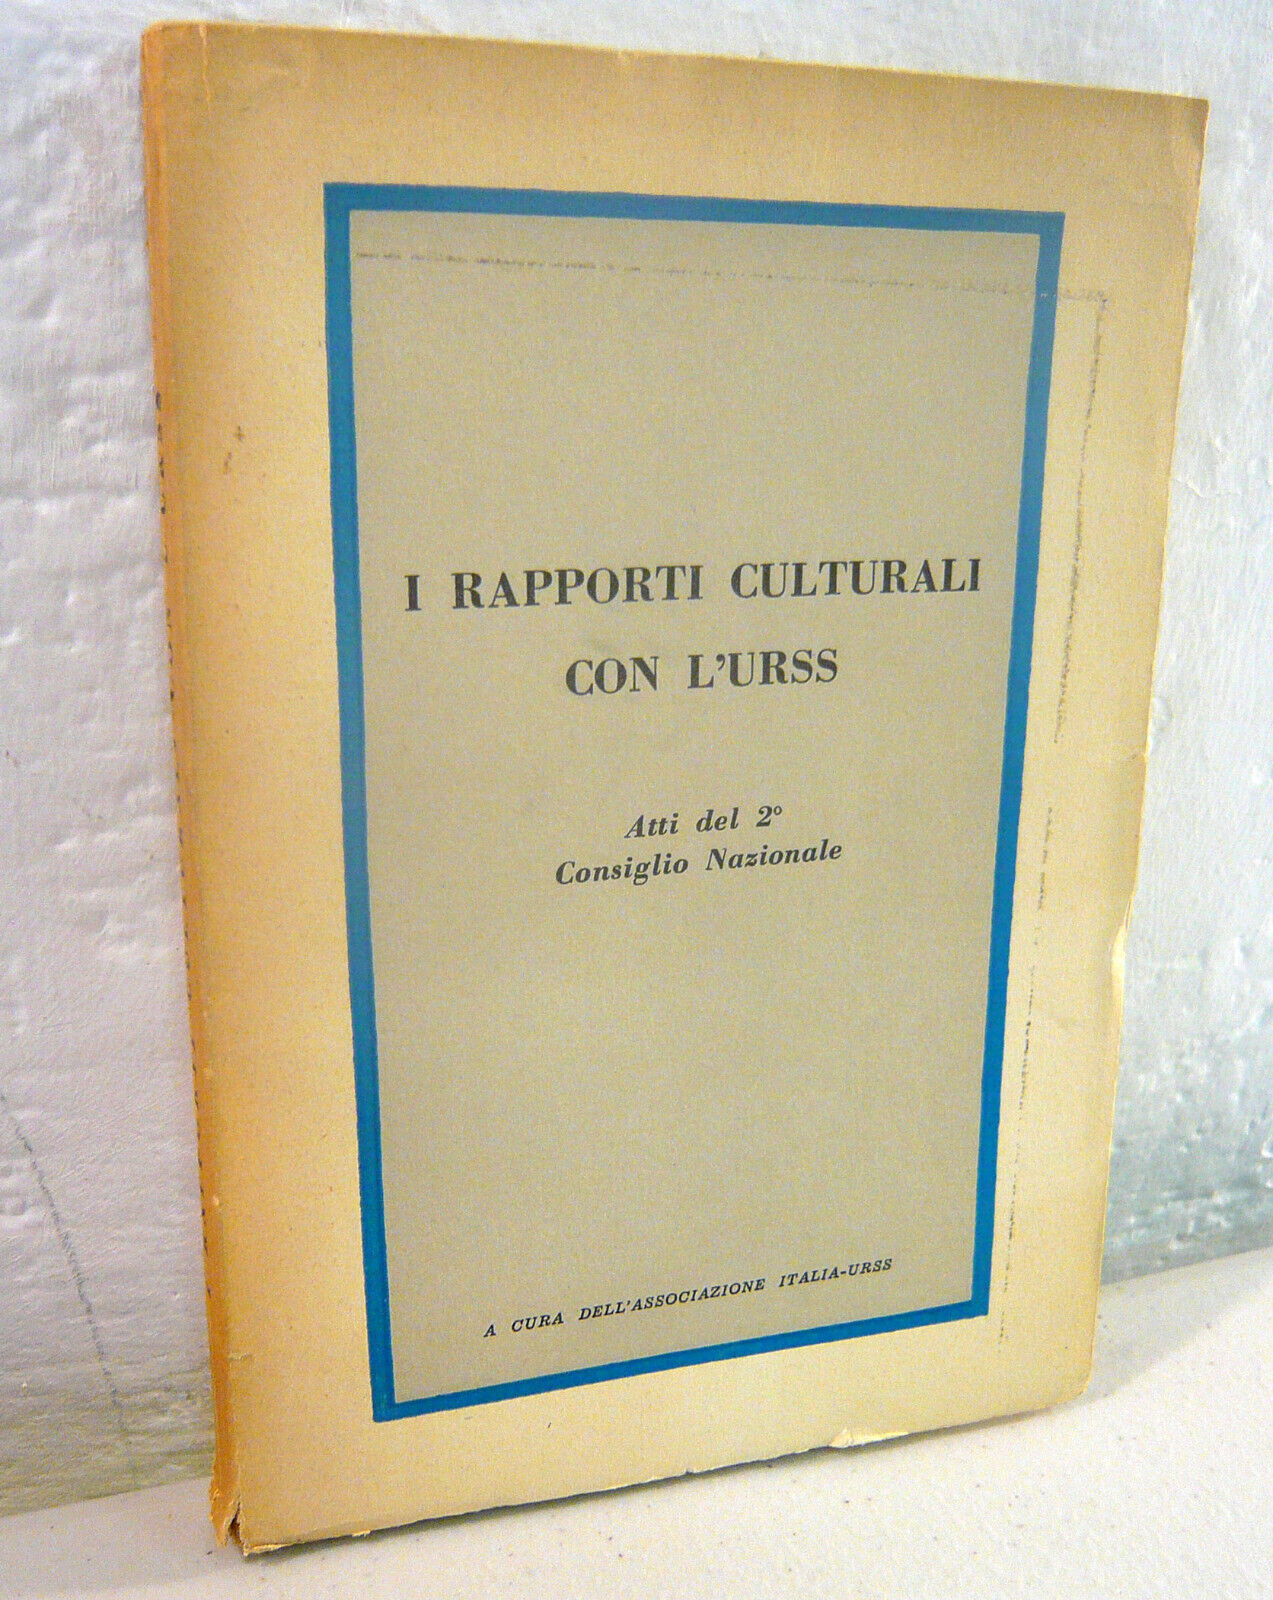 I RAPPORTI CULTURALI
CON L'URSS
Atti del 2°
Consiglio Nazionale
A CURA DELL'ASSOCIAZIONE ITALIA-URSS